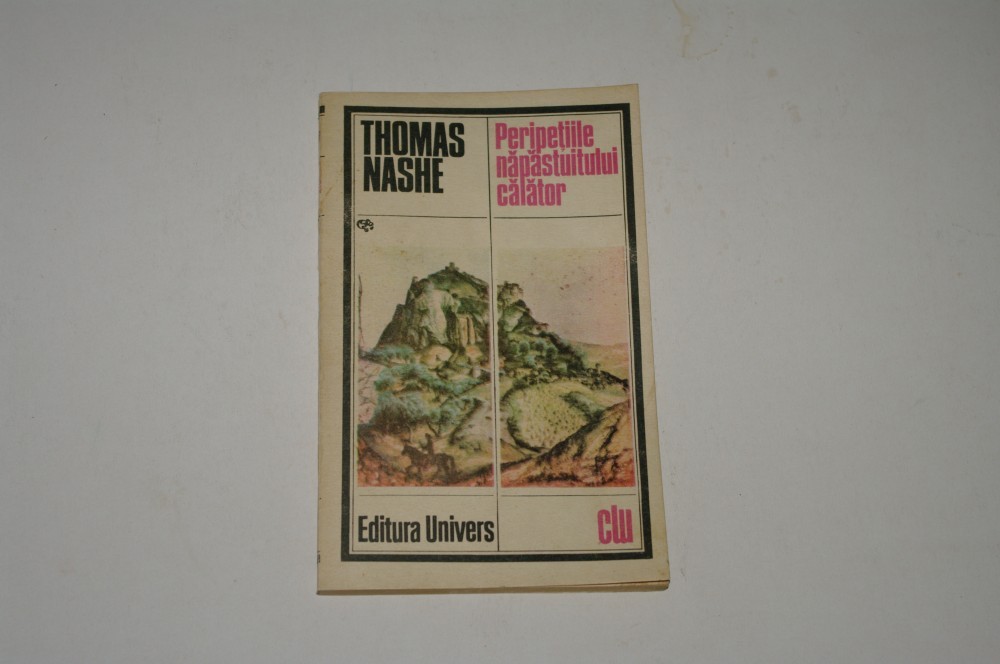 THOMAS
NASHE
Peripețiile
năpăstuitului
călător
Editura Univers
clu